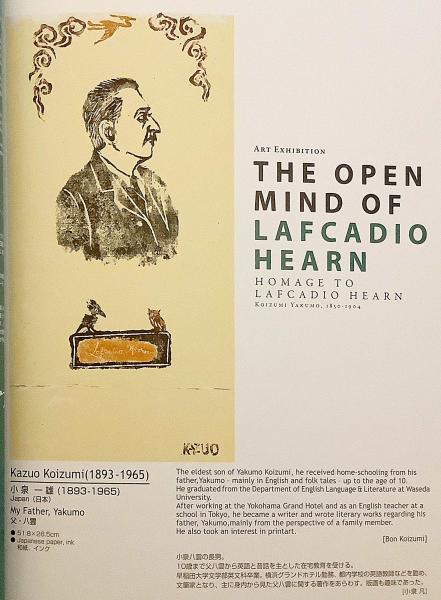 ART EXHIBITION
THE OPEN
MIND OF
LAFCADIO
HEARN
HOMAGE TO
LAFCADIO HEARN
KOIZUMI YAKUMO, 1850-1904
Lafcadio Hearn
KAZUO
Kazuo Koizumi(1893-1965)
小泉 一雄 (1893-1965)
Japan (日本)
My Father, Yakumo
父・八雲
● 51.8×26.5cm
● Japanese paper, ink
和紙、インク
The eldest son of Yakumo Koizumi, he received home-schooling from his
father,Yakumo - mainly in English and folk tales - up to the age of 10.
He graduated from the Department of English Language & Literature at Waseda
University.
After working at the Yokohama Grand Hotel and as an English teacher at a
school in Tokyo, he became a writer and wrote literary works regarding his
father, Yakumo,mainly from the perspective of a family member.
He also took an interest in printart.
[Bon Koizumi]
小泉八雲の長男。
10歳まで父八雲から英語と昔話を主とした在宅教育を受ける。
早稲田大学文学部英文科卒業。横浜グランドホテル勤務、都内学校の英語教師などを勤め、
文筆家となり、主に身内から見た父八雲に関する著作をあらわす。版画も趣味であった。
[小泉 凡]